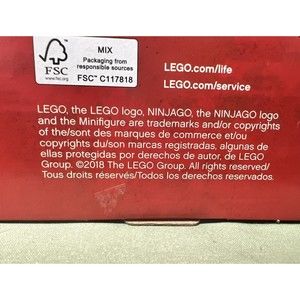 FSC
www.fsc.org
MIX
Packaging from
responsible sources
FSC™ C117818
LEGO.com/life
LEGO.com/service
LEGO, the LEGO logo, NINJAGO, the NINJAGO logo
and the Minifigure are trademarks and/or copyrights
of the/sont des marques de commerce et/ou
copyrights du/son marcas registradas, algunas de
ellas protegidas por derechos de autor, de LEGO
Group. ©2018 The LEGO Group. All rights reserved/
Tous droits réservés/Todos los derechos reservados.